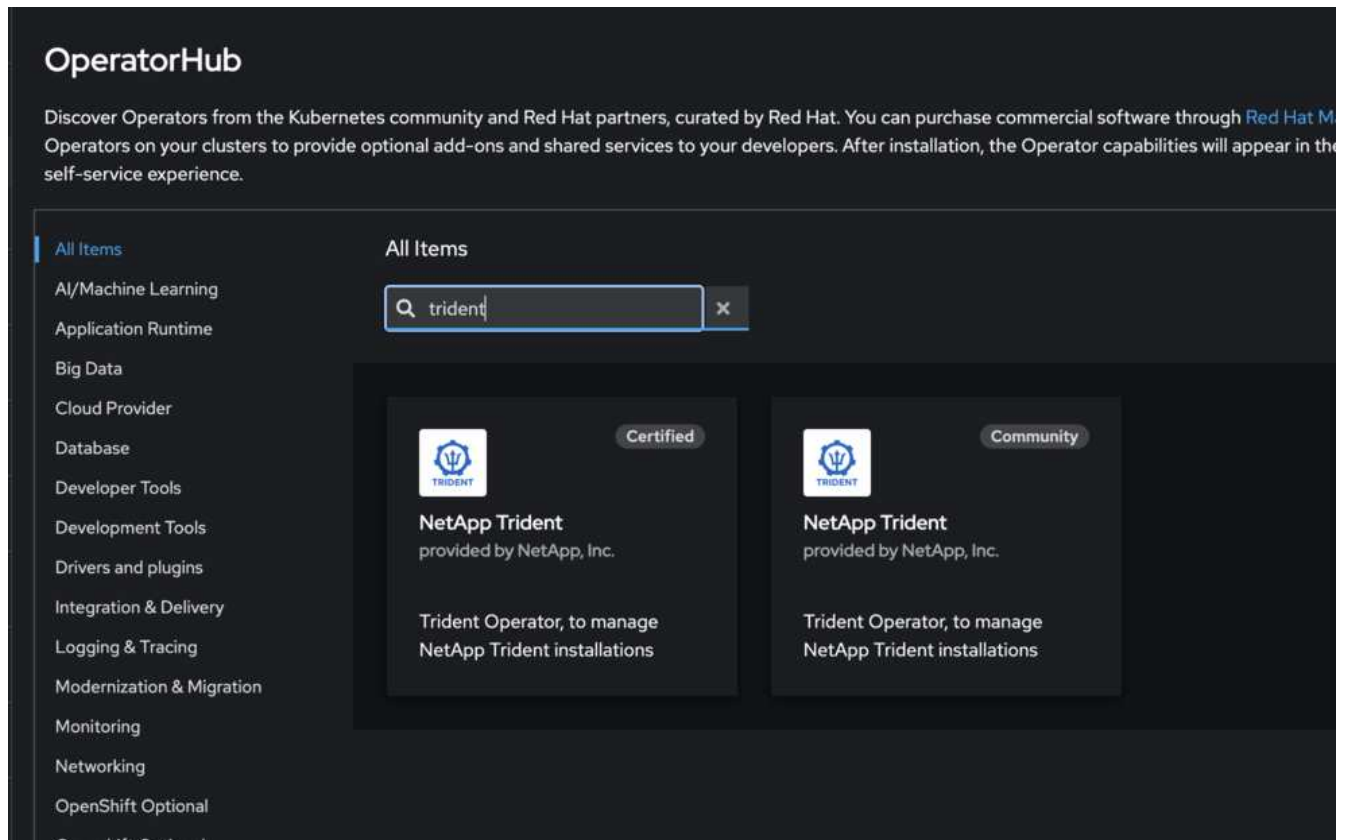 OperatorHub
Discover Operators from the Kubernetes community and Red Hat partners, curated by Red Hat. You can purchase commercial software through Red Hat
Operators on your clusters to provide optional add-ons and shared services to your developers. After installation, the Operator capabilities will appear in the
self-service experience.
All Items
AI/Machine Learning
Application Runtime
Big Data
Cloud Provider
Database
Developer Tools
Development Tools
Drivers and plugins
Integration & Delivery
Logging & Tracing
Modernization & Migration
Monitoring
Networking
OpenShift Optional
All Items
trident
Certified
TRIDENT
NetApp Trident
provided by NetApp, Inc.
Trident Operator, to manage
NetApp Trident installations
Community
TRIDENT
NetApp Trident
provided by NetApp, Inc.
Trident Operator, to manage
NetApp Trident installations